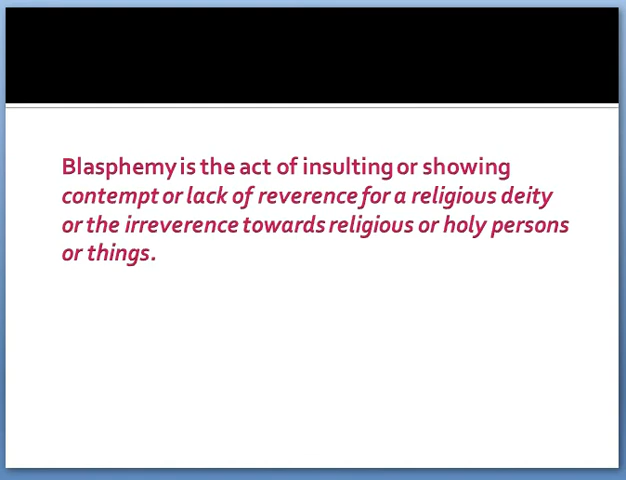 Blasphemy is the act of insulting or showing
contempt or lack of reverence for a religious deity
or the irreverence towards religious or holy persons
or things.